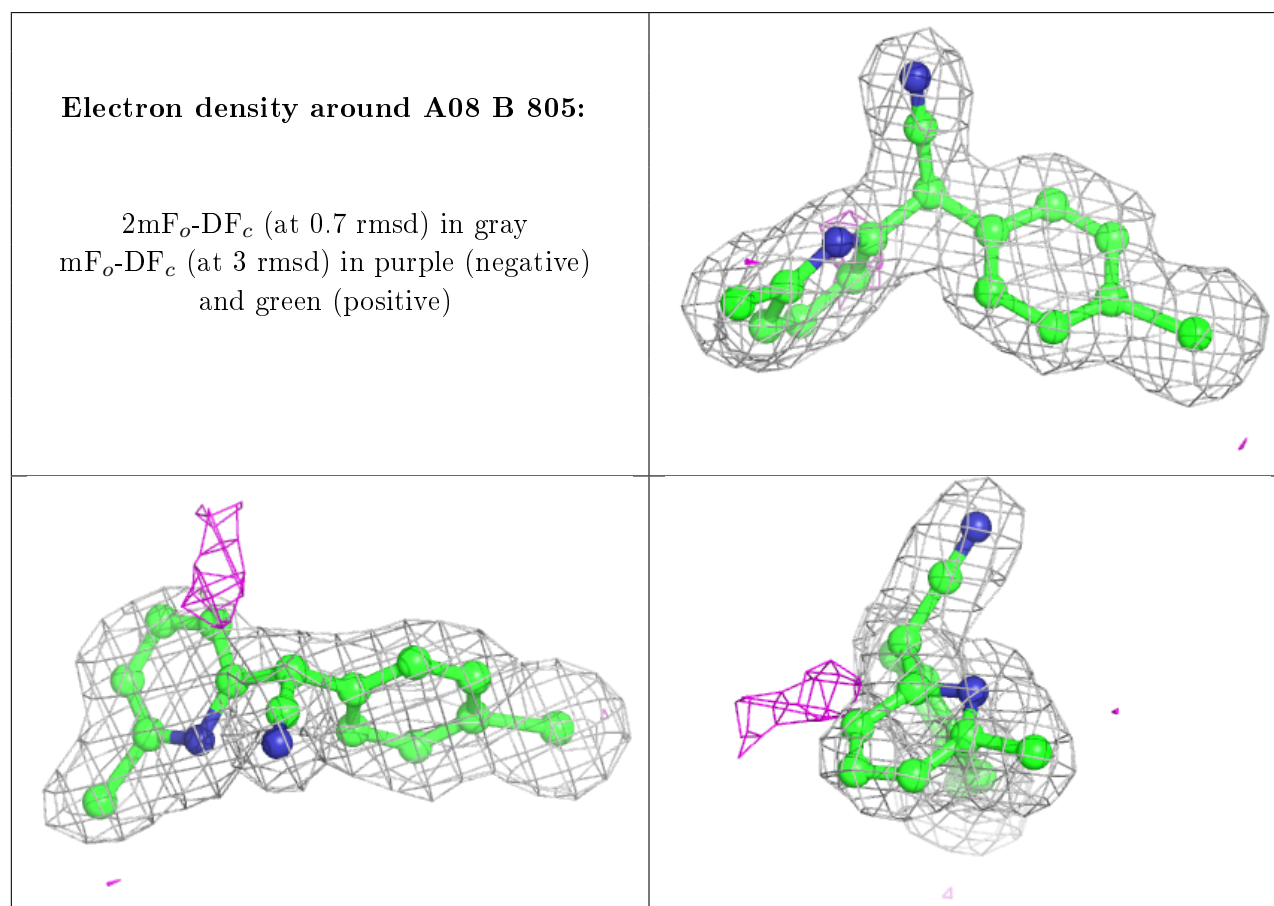 Electron density around A08 B 805:
2mFₒ-DF𝑐 (at 0.7 rmsd) in gray
mFₒ-DF𝑐 (at 3 rmsd) in purple (negative)
and green (positive)